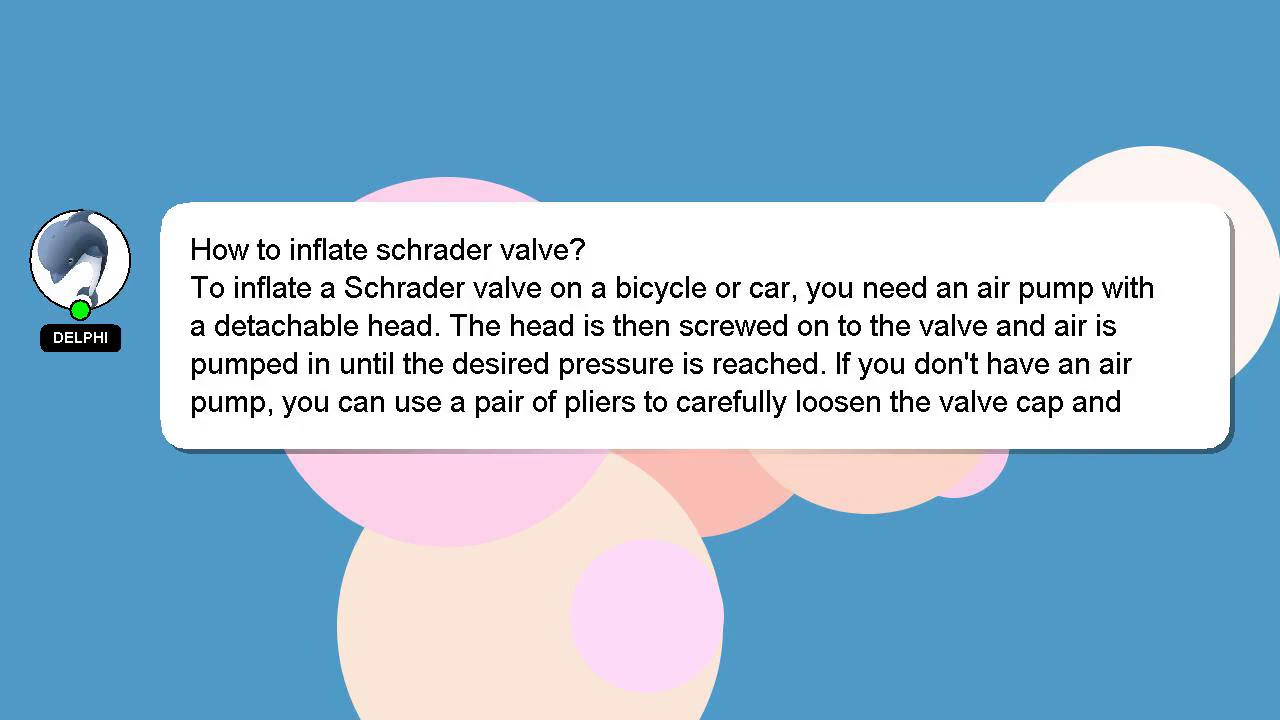 How to inflate schrader valve?
To inflate a Schrader valve on a bicycle or car, you need an air pump with
a detachable head. The head is then screwed on to the valve and air is
pumped in until the desired pressure is reached. If you don't have an air
pump, you can use a pair of pliers to carefully loosen the valve cap and
DELPHI